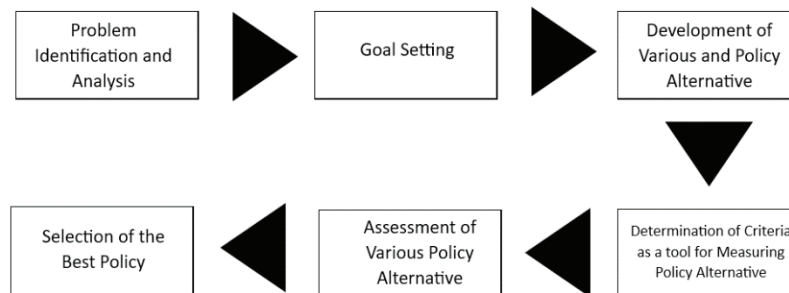 Problem
Identification and
Analysis
Goal Setting
Development of
Various and Policy
Alternative
Determination of Criteria
as a tool for Measuring
Policy Alternative
Assessment of
Various Policy
Alternative
Selection of the
Best Policy